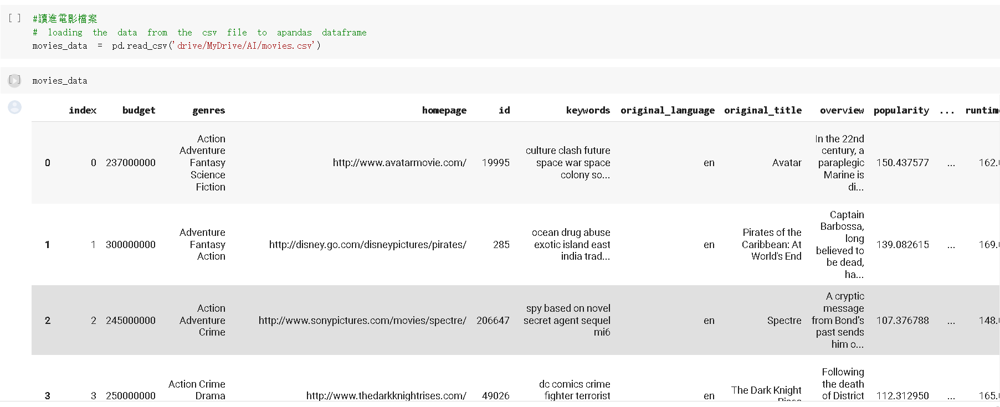 [ ] #讀進電影檔案
# loading the data from the csv file to apandas dataframe
movies_data = pd.read_csv('drive/MyDrive/AI/movies.csv')
[ ] movies_data
index budget genres homepage id keywords original_language original_title overview popularity ... runtim
0 0 237000000 Action Adventure Fantasy Science Fiction http://www.avatarmovie.com/ 19995 culture clash future space war space colony so... en Avatar In the 22nd century, a paraplegic Marine is di... 150.437577 ... 162.
1 1 300000000 Adventure Fantasy Action http://disney.go.com/disneypictures/pirates/ 285 ocean drug abuse exotic island east india trad... en Pirates of the Caribbean: At World's End Captain Barbossa, long believed to be dead, ha... 139.082615 ... 169.
2 2 245000000 Action Adventure Crime http://www.sonypictures.com/movies/spectre/ 206647 spy based on novel secret agent sequel mi6 en Spectre A cryptic message from Bond's past sends him o... 107.376788 ... 148.
3 3 250000000 Action Crime Drama http://www.thedarkknightrises.com/ 49026 dc comics crime fighter terrorist en The Dark Knight Following the death of District 112.312950 ... 165.